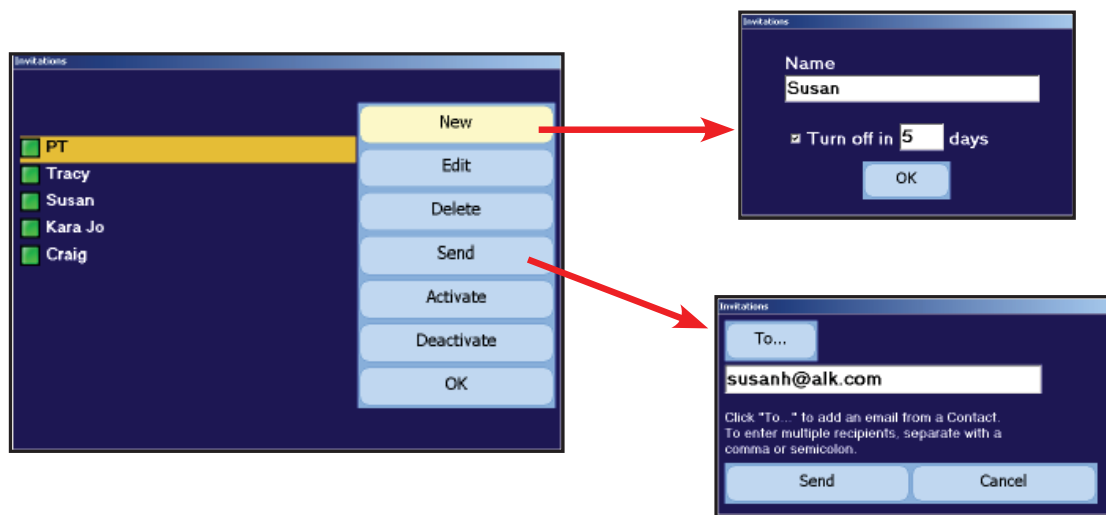 Invitations
PT
Tracy
Susan
Kara Jo
Craig
New
Edit
Delete
Send
Activate
Deactivate
OK
Invitations
Name
Susan
Turn off in 5 days
OK
Invitations
To...
susanh@alk.com
Click "To..." to add an email from a Contact.
To enter multiple recipients, separate with a
comma or semicolon.
Send Cancel